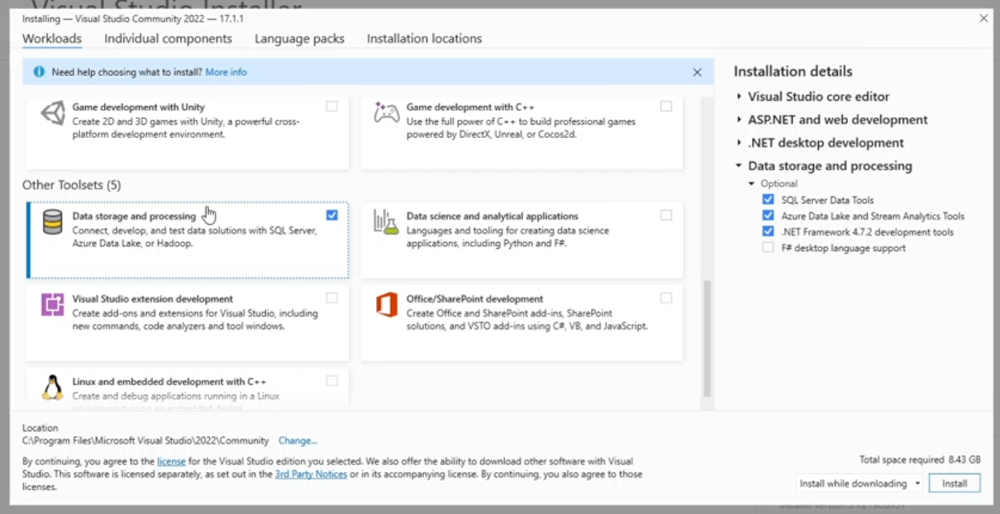 Visual Studio Installer
Installing — Visual Studio Community 2022 — 17.1.1
Workloads
Individual components
Language packs
Installation locations
Need help choosing what to install? More info
Game development with Unity
Create 2D and 3D games with Unity, a powerful cross-
platform development environment.
Game development with C++
Use the full power of C++ to build professional games
powered by DirectX, Unreal, or Cocos2d.
Other Toolsets (5)
Data storage and processing
Connect, develop, and test data solutions with SQL Server,
Azure Data Lake, or Hadoop.
Data science and analytical applications
Languages and tooling for creating data science
applications, including Python and F#.
Visual Studio extension development
Create add-ons and extensions for Visual Studio, including
new commands, code analyzers and tool windows.
Office/SharePoint development
Create Office and SharePoint add-ins, SharePoint
solutions, and VSTO add-ins using C#, VB, and JavaScript.
Linux and embedded development with C++
Create and debug applications running in a Linux
environment or on an embedded device.
Installation details
Visual Studio core editor
ASP.NET and web development
.NET desktop development
Data storage and processing
Optional
SQL Server Data Tools
Azure Data Lake and Stream Analytics Tools
.NET Framework 4.7.2 development tools
F# desktop language support
Location
C:\Program Files\Microsoft Visual Studio\2022\Community Change...
By continuing, you agree to the license for the Visual Studio edition you selected. We also offer the ability to download other software with Visual
Studio. This software is licensed separately, as set out in the 3rd Party Notices or in its accompanying license. By continuing, you also agree to those
licenses.
Total space required 8.43 GB
Install while downloading
Install